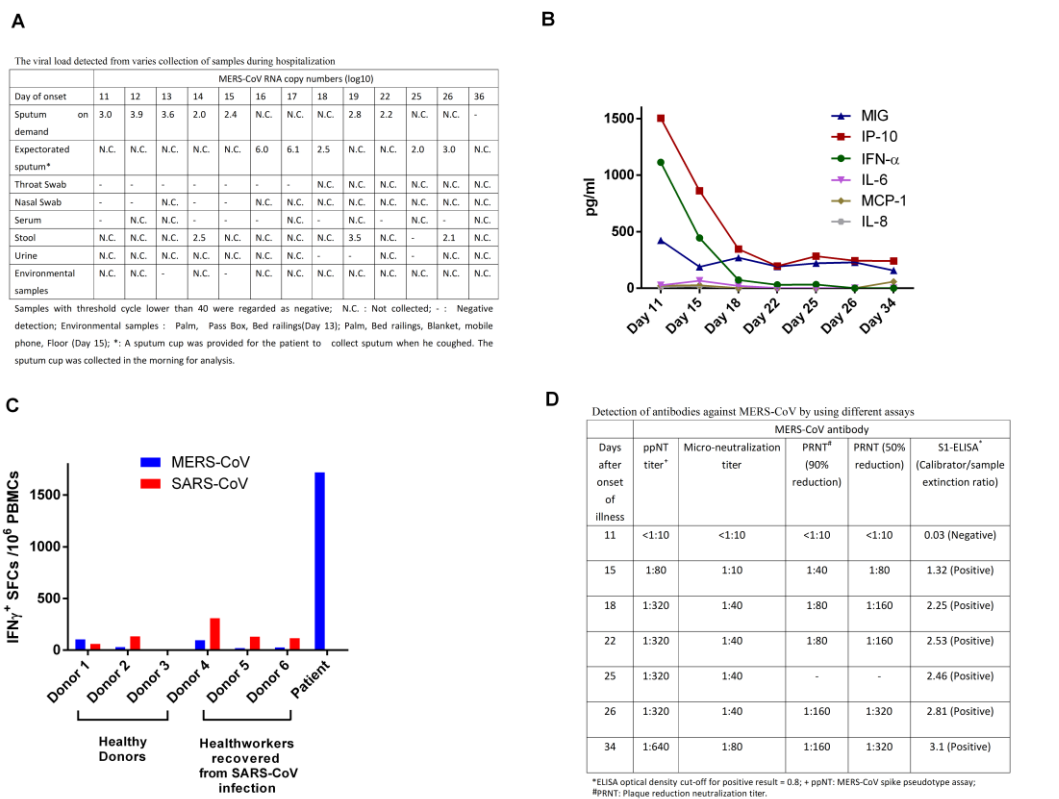 A
The viral load detected from varies collection of samples during hospitalization
MERS-CoV RNA copy numbers (log10)
Day of onset 11 12 13 14 15 16 17 18 19 22 25 26 36
Sputum on demand 3.0 3.9 3.6 2.0 2.4 N.C. N.C. N.C. 2.8 2.2 N.C. N.C. -
Expectorated sputum* N.C. N.C. N.C. N.C. N.C. 6.0 6.1 2.5 N.C. N.C. 2.0 3.0 N.C.
Throat Swab - - - - - - - N.C. N.C. N.C. N.C. N.C. N.C.
Nasal Swab - - N.C. - - N.C. N.C. N.C. N.C. N.C. N.C. N.C. N.C.
Serum - N.C. N.C. - - - N.C. - N.C. - N.C. - N.C.
Stool N.C. N.C. N.C. 2.5 N.C. N.C. N.C. N.C. 3.5 N.C. - 2.1 N.C.
Urine N.C. N.C. N.C. N.C. N.C. N.C. N.C. - - N.C. - N.C. N.C.
Environmental samples N.C. N.C. - N.C. - N.C. N.C. N.C. N.C. N.C. N.C. N.C. N.C.
Samples with threshold cycle lower than 40 were regarded as negative; N.C. : Not collected; - : Negative
detection; Environmental samples : Palm, Pass Box, Bed railings(Day 13); Palm, Bed railings, Blanket, mobile
phone, Floor (Day 15); *: A sputum cup was provided for the patient to collect sputum when he coughed. The
sputum cup was collected in the morning for analysis.
B
pg/ml
1500
1000
500
0
Day 11
Day 15
Day 18
Day 22
Day 25
Day 26
Day 34
MIG
IP-10
IFN-α
IL-6
MCP-1
IL-8
C
IFNγ+ SFCs /10^6 PBMCs
1500
1000
500
0
MERS-CoV
SARS-CoV
Donor 1
Donor 2
Donor 3
Donor 4
Donor 5
Donor 6
Patient
Healthy
Donors
Healthworkers
recovered
from SARS-CoV
infection
D
Detection of antibodies against MERS-CoV by using different assays
MERS-CoV antibody
Days after onset of illness
ppNT titer+
Micro-neutralization titer
PRNT# (90% reduction)
PRNT (50% reduction)
S1-ELISA* (Calibrator/sample extinction ratio)
11 <1:10 <1:10 <1:10 <1:10 0.03 (Negative)
15 1:80 1:10 1:40 1:80 1.32 (Positive)
18 1:320 1:40 1:80 1:160 2.25 (Positive)
22 1:320 1:40 1:80 1:160 2.53 (Positive)
25 1:320 1:40 - - 2.46 (Positive)
26 1:320 1:40 1:160 1:320 2.81 (Positive)
34 1:640 1:80 1:160 1:320 3.1 (Positive)
*ELISA optical density cut-off for positive result = 0.8; + ppNT: MERS-CoV spike pseudotype assay;
#PRNT: Plaque reduction neutralization titer.